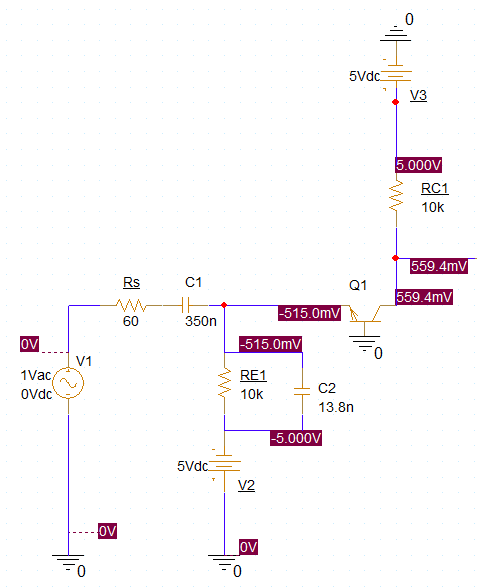 0
5Vdc
V3
5.000V
RC1
10k
559.4mV
Rs
C1
Q1
559.4mV
60
350n
-515.0mV
0V
-515.0mV
0
V1
1Vac
0Vdc
RE1
10k
C2
13.8n
-5.000V
5Vdc
V2
0V
0V
0
0